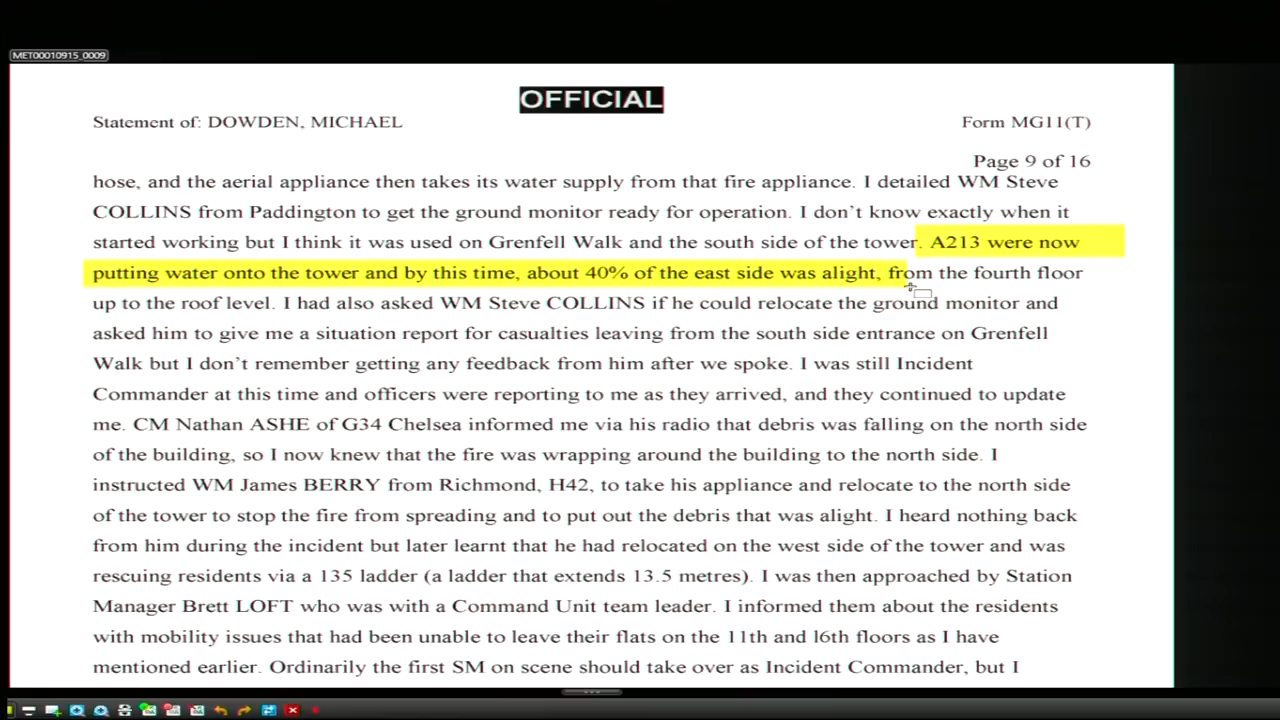 MET00010915_0009
OFFICIAL
Statement of: DOWDEN, MICHAEL
Form MG11(T)
Page 9 of 16
hose, and the aerial appliance then takes its water supply from that fire appliance. I detailed WM Steve
COLLINS from Paddington to get the ground monitor ready for operation. I don't know exactly when it
started working but I think it was used on Grenfell Walk and the south side of the tower. A213 were now
putting water onto the tower and by this time, about 40% of the east side was alight, from the fourth floor
up to the roof level. I had also asked WM Steve COLLINS if he could relocate the ground monitor and
asked him to give me a situation report for casualties leaving from the south side entrance on Grenfell
Walk but I don't remember getting any feedback from him after we spoke. I was still Incident
Commander at this time and officers were reporting to me as they arrived, and they continued to update
me. CM Nathan ASHE of G34 Chelsea informed me via his radio that debris was falling on the north side
of the building, so I now knew that the fire was wrapping around the building to the north side. I
instructed WM James BERRY from Richmond, H42, to take his appliance and relocate to the north side
of the tower to stop the fire from spreading and to put out the debris that was alight. I heard nothing back
from him during the incident but later learnt that he had relocated on the west side of the tower and was
rescuing residents via a 135 ladder (a ladder that extends 13.5 metres). I was then approached by Station
Manager Brett LOFT who was with a Command Unit team leader. I informed them about the residents
with mobility issues that had been unable to leave their flats on the 11th and l6th floors as I have
mentioned earlier. Ordinarily the first SM on scene should take over as Incident Commander, but I